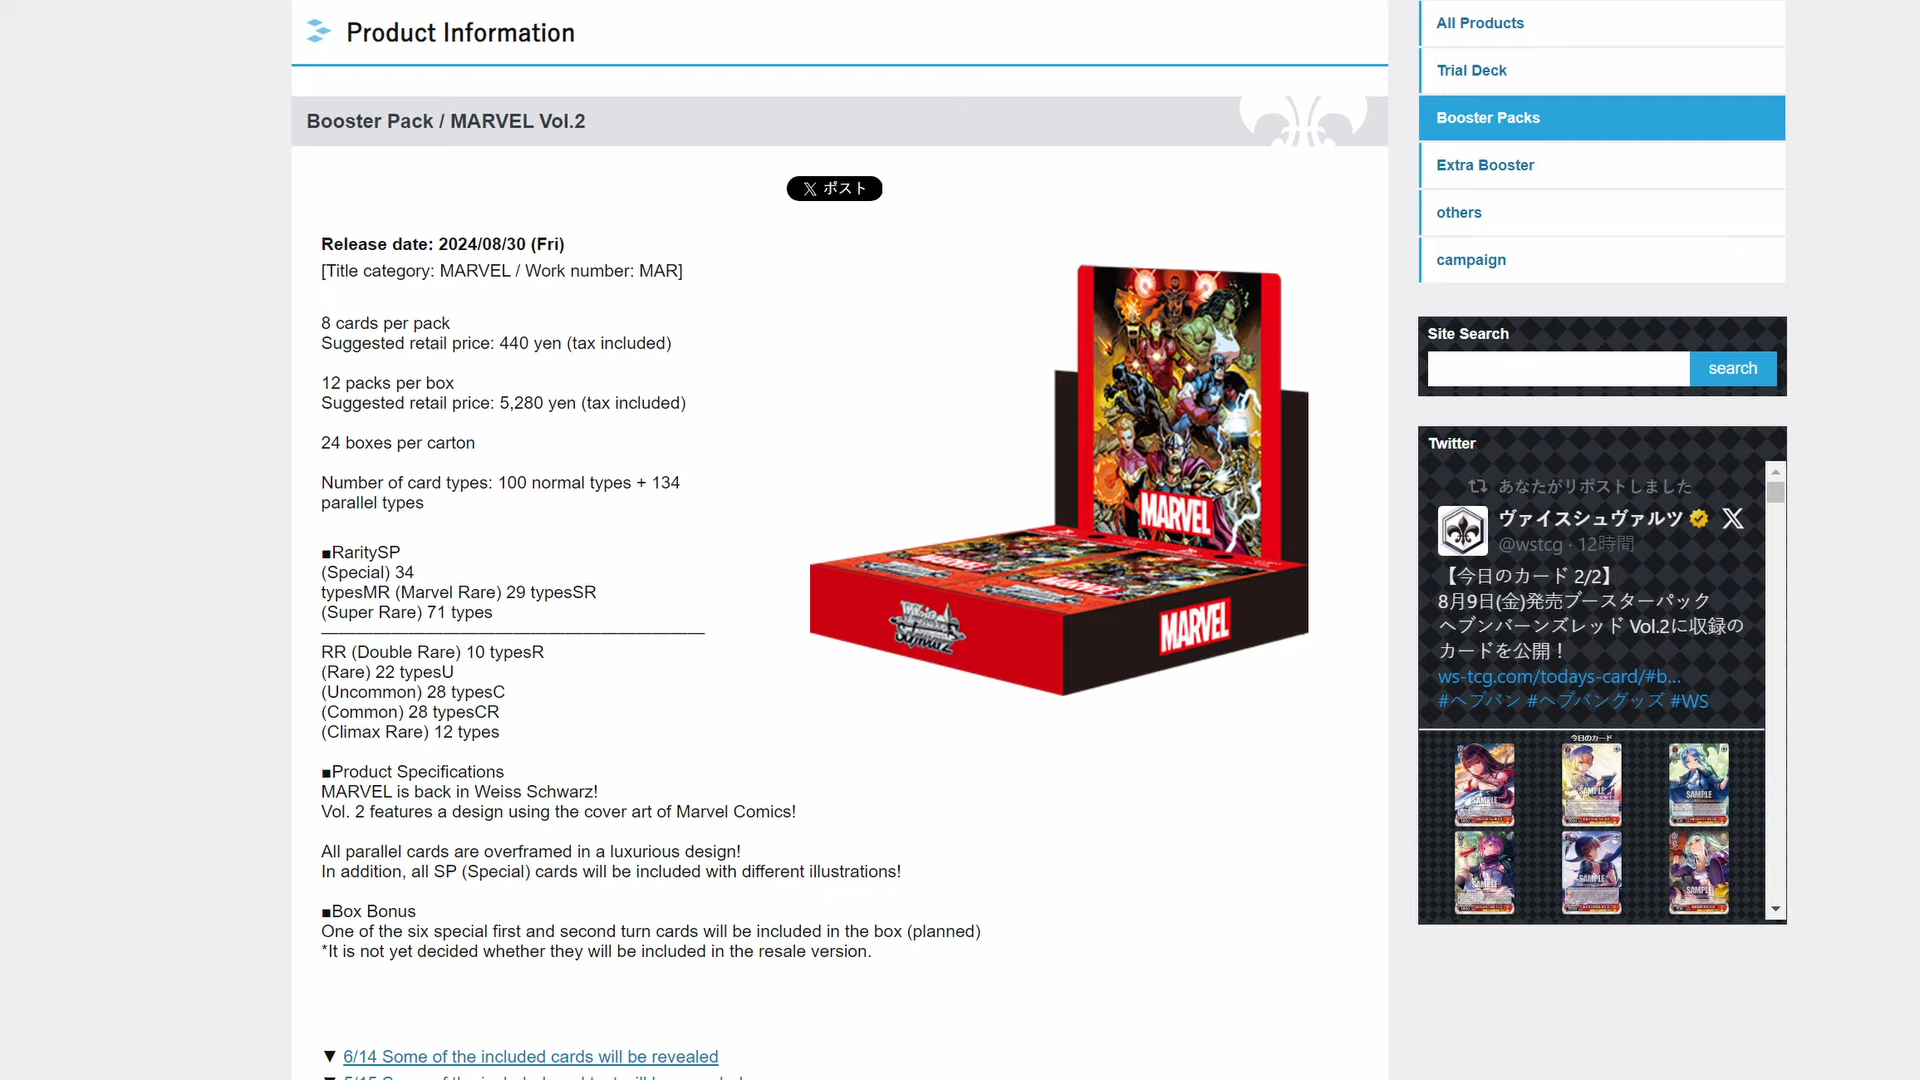 Product Information
Booster Pack / MARVEL Vol.2
ポスト
Release date: 2024/08/30 (Fri)
[Title category: MARVEL / Work number: MAR]
8 cards per pack
Suggested retail price: 440 yen (tax included)
12 packs per box
Suggested retail price: 5,280 yen (tax included)
24 boxes per carton
Number of card types: 100 normal types + 134
parallel types
■RaritySP
(Special) 34
typesMR (Marvel Rare) 29 typesSR
(Super Rare) 71 types
RR (Double Rare) 10 typesR
(Rare) 22 typesU
(Uncommon) 28 typesC
(Common) 28 typesCR
(Climax Rare) 12 types
■Product Specifications
MARVEL is back in Weiss Schwarz!
Vol. 2 features a design using the cover art of Marvel Comics!
All parallel cards are overframed in a luxurious design!
In addition, all SP (Special) cards will be included with different illustrations!
■Box Bonus
One of the six special first and second turn cards will be included in the box (planned)
*It is not yet decided whether they will be included in the resale version.
▼ 6/14 Some of the included cards will be revealed
MARVEL
Weiß Schwarz
MARVEL
All Products
Trial Deck
Booster Packs
Extra Booster
others
campaign
Site Search
search
Twitter
あなたがリポストしました
ヴァイスシュヴァルツ
@wstcg · 12時間
【今日のカード 2/2】
8月9日(金)発売ブースターパック
ヘブンバーンズレッド Vol.2に収録の
カードを公開！
ws-tcg.com/todays-card/#b...
#ヘブバン #ヘブバングッズ #WS
今日のカード
SAMPLE
SAMPLE
SAMPLE
SAMPLE
SAMPLE
SAMPLE